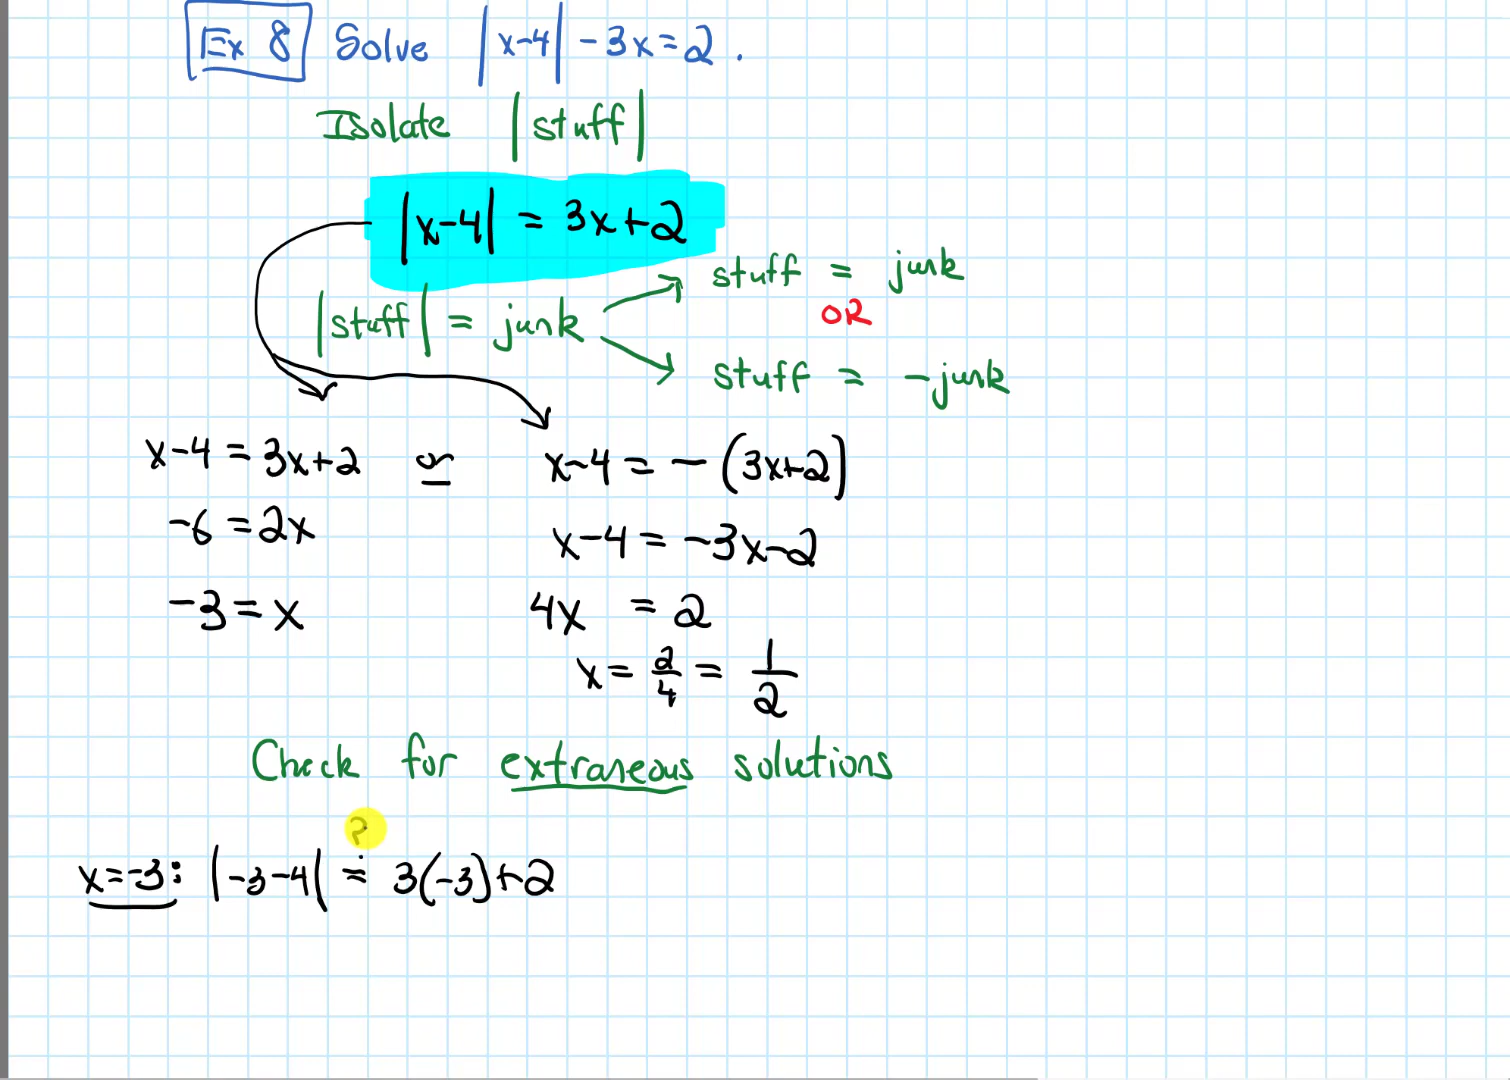 Ex 8 Solve |x-4| - 3x = 2.
Isolate |stuff|
|x-4| = 3x+2
stuff = junk
|stuff| = junk
OR
stuff = -junk
x-4 = 3x+2 or x-4 = -(3x+2)
-6 = 2x x-4 = -3x-2
-3 = x 4x = 2
x = 2/4 = 1/2
Check for extraneous solutions
?
x=-3: |-3-4| = 3(-3)+2